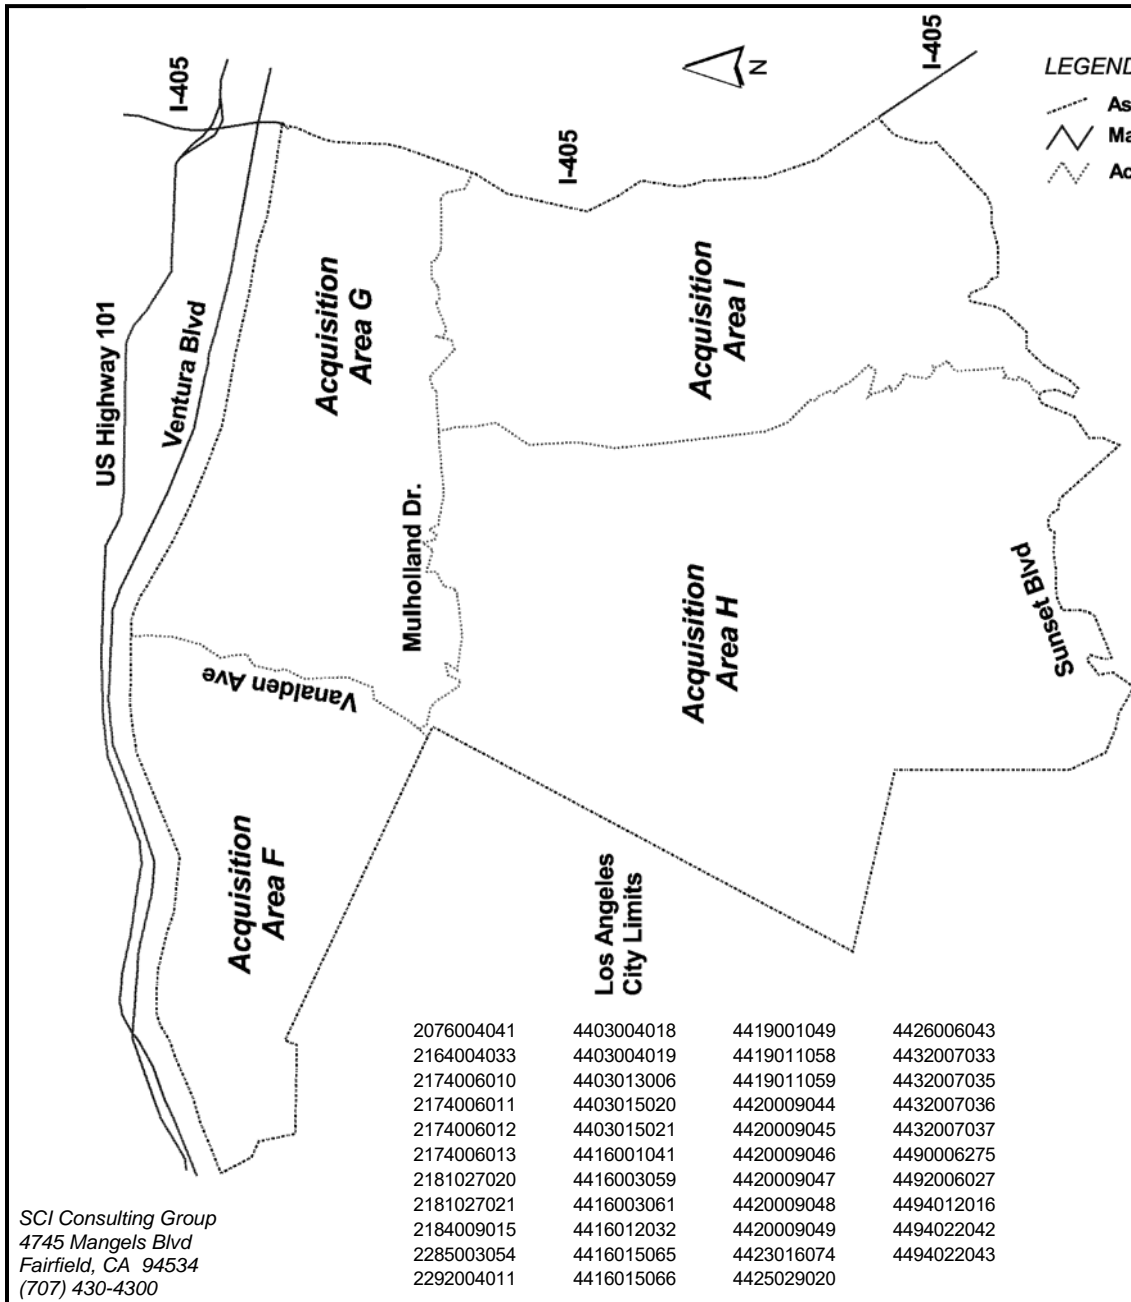 I-405
I-405
I-405
N
LEGEND
As
Ma
Ac
US Highway 101
Ventura Blvd
Acquisition
Area G
Acquisition
Area I
Mulholland Dr.
Vanalden Ave
Acquisition
Area H
Sunset Blvd
Acquisition
Area F
Los Angeles
City Limits
2076004041 4403004018 4419001049 4426006043
2164004033 4403004019 4419011058 4432007033
2174006010 4403013006 4419011059 4432007035
2174006011 4403015020 4420009044 4432007036
2174006012 4403015021 4420009045 4432007037
2174006013 4416001041 4420009046 4490006275
2181027020 4416003059 4420009047 4492006027
2181027021 4416003061 4420009048 4494012016
2184009015 4416012032 4420009049 4494022042
2285003054 4416015065 4423016074 4494022043
2292004011 4416015066 4425029020
SCI Consulting Group
4745 Mangels Blvd
Fairfield, CA 94534
(707) 430-4300